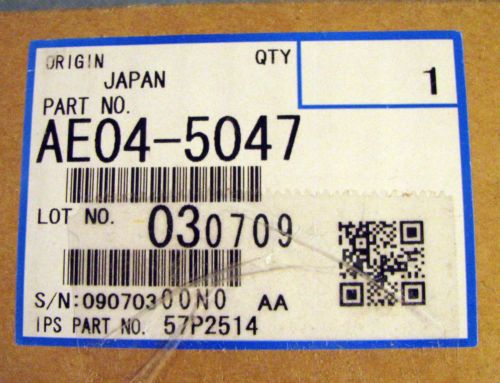 ORIGIN QTY
JAPAN 1
PART NO.
AE04-5047
LOT NO. 030709
S/N:09070300N0 AA
IPS PART NO. 57P2514